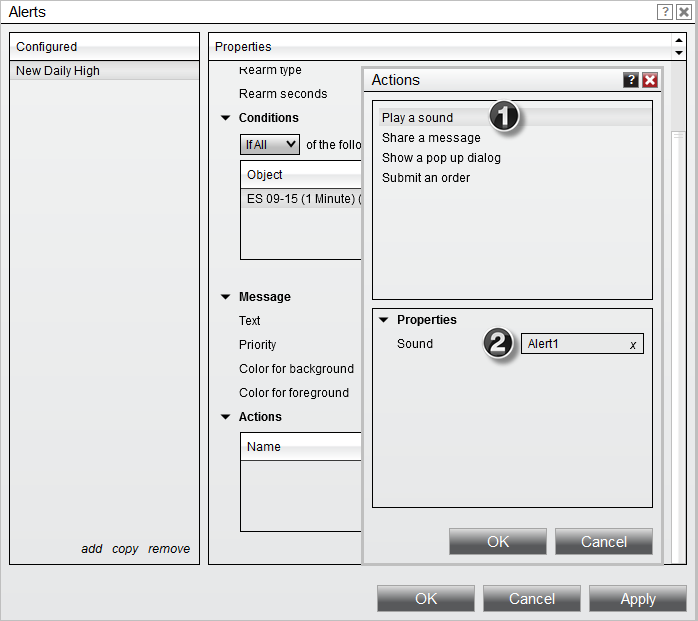 Alerts
?
Configured
New Daily High
add copy remove
Properties
Rearm type
Rearm seconds
Conditions
If All
of the follo
Object
ES 09-15 (1 Minute) (
Message
Text
Priority
Color for background
Color for foreground
Actions
Name
Actions
?
Play a sound
1
Share a message
Show a pop up dialog
Submit an order
Properties
Sound
2
Alert1
x
OK Cancel
OK Cancel Apply